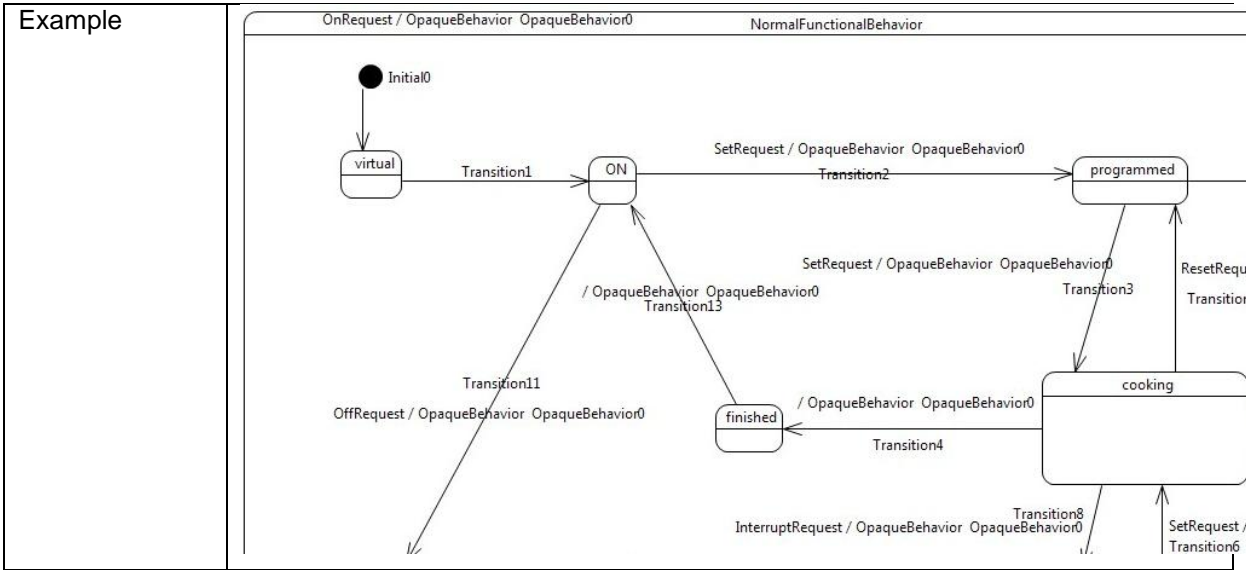 Example
OnRequest / OpaqueBehavior OpaqueBehavior0
NormalFunctionalBehavior
Initial0
virtual
Transition1
ON
SetRequest / OpaqueBehavior OpaqueBehavior0
Transition2
programmed
SetRequest / OpaqueBehavior OpaqueBehavior0
Transition3
ResetRequ
Transition
/ OpaqueBehavior OpaqueBehavior0
Transition13
Transition11
OffRequest / OpaqueBehavior OpaqueBehavior0
finished
/ OpaqueBehavior OpaqueBehavior0
Transition4
cooking
Transition8
InterruptRequest / OpaqueBehavior OpaqueBehavior0
SetRequest /
Transition6